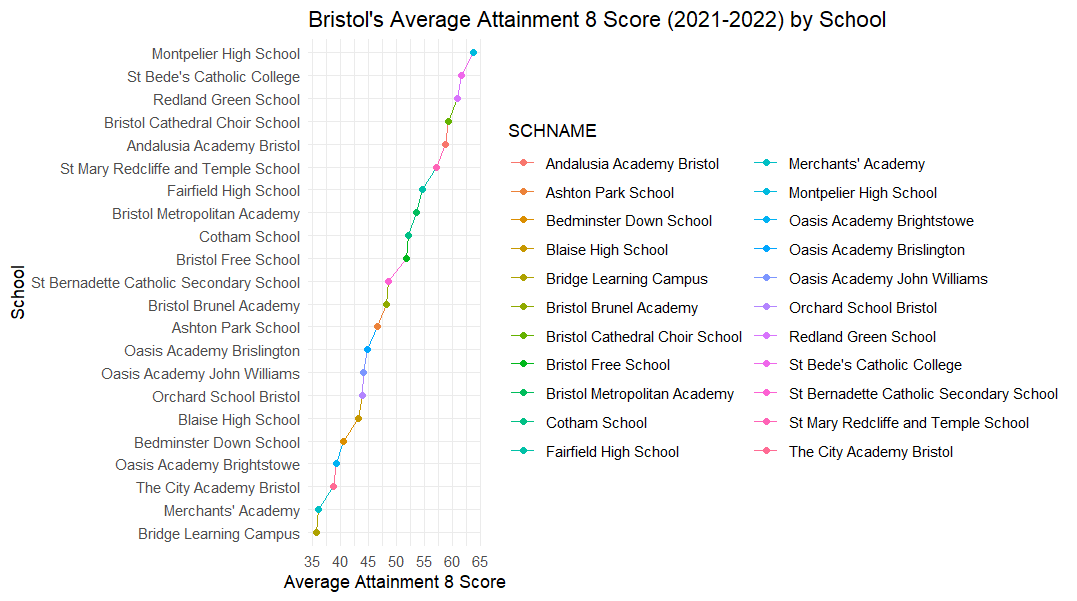 Bristol's Average Attainment 8 Score (2021-2022) by School
School
Montpelier High School
St Bede's Catholic College
Redland Green School
Bristol Cathedral Choir School
Andalusia Academy Bristol
St Mary Redcliffe and Temple School
Fairfield High School
Bristol Metropolitan Academy
Cotham School
Bristol Free School
St Bernadette Catholic Secondary School
Bristol Brunel Academy
Ashton Park School
Oasis Academy Brislington
Oasis Academy John Williams
Orchard School Bristol
Blaise High School
Bedminster Down School
Oasis Academy Brightstowe
The City Academy Bristol
Merchants' Academy
Bridge Learning Campus
35 40 45 50 55 60 65
Average Attainment 8 Score
SCHNAME
Andalusia Academy Bristol
Ashton Park School
Bedminster Down School
Blaise High School
Bridge Learning Campus
Bristol Brunel Academy
Bristol Cathedral Choir School
Bristol Free School
Bristol Metropolitan Academy
Cotham School
Fairfield High School
Merchants' Academy
Montpelier High School
Oasis Academy Brightstowe
Oasis Academy Brislington
Oasis Academy John Williams
Orchard School Bristol
Redland Green School
St Bede's Catholic College
St Bernadette Catholic Secondary School
St Mary Redcliffe and Temple School
The City Academy Bristol